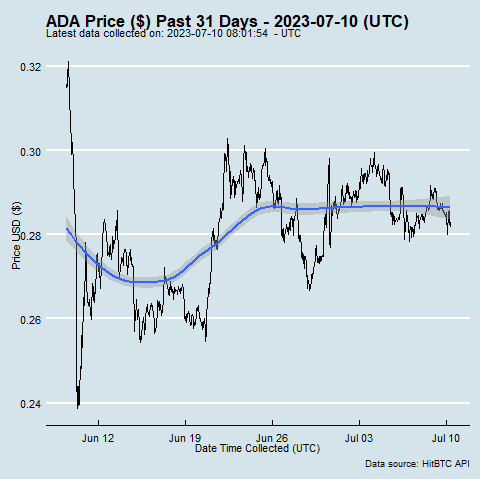 ADA Price ($) Past 31 Days - 2023-07-10 (UTC)
Latest data collected on: 2023-07-10 08:01:54  - UTC
0.32
0.30
0.28
0.26
0.24
Price USD ($)
Jun 12
Jun 19
Jun 26
Jul 03
Jul 10
Date Time Collected (UTC)
Data source: HitBTC API